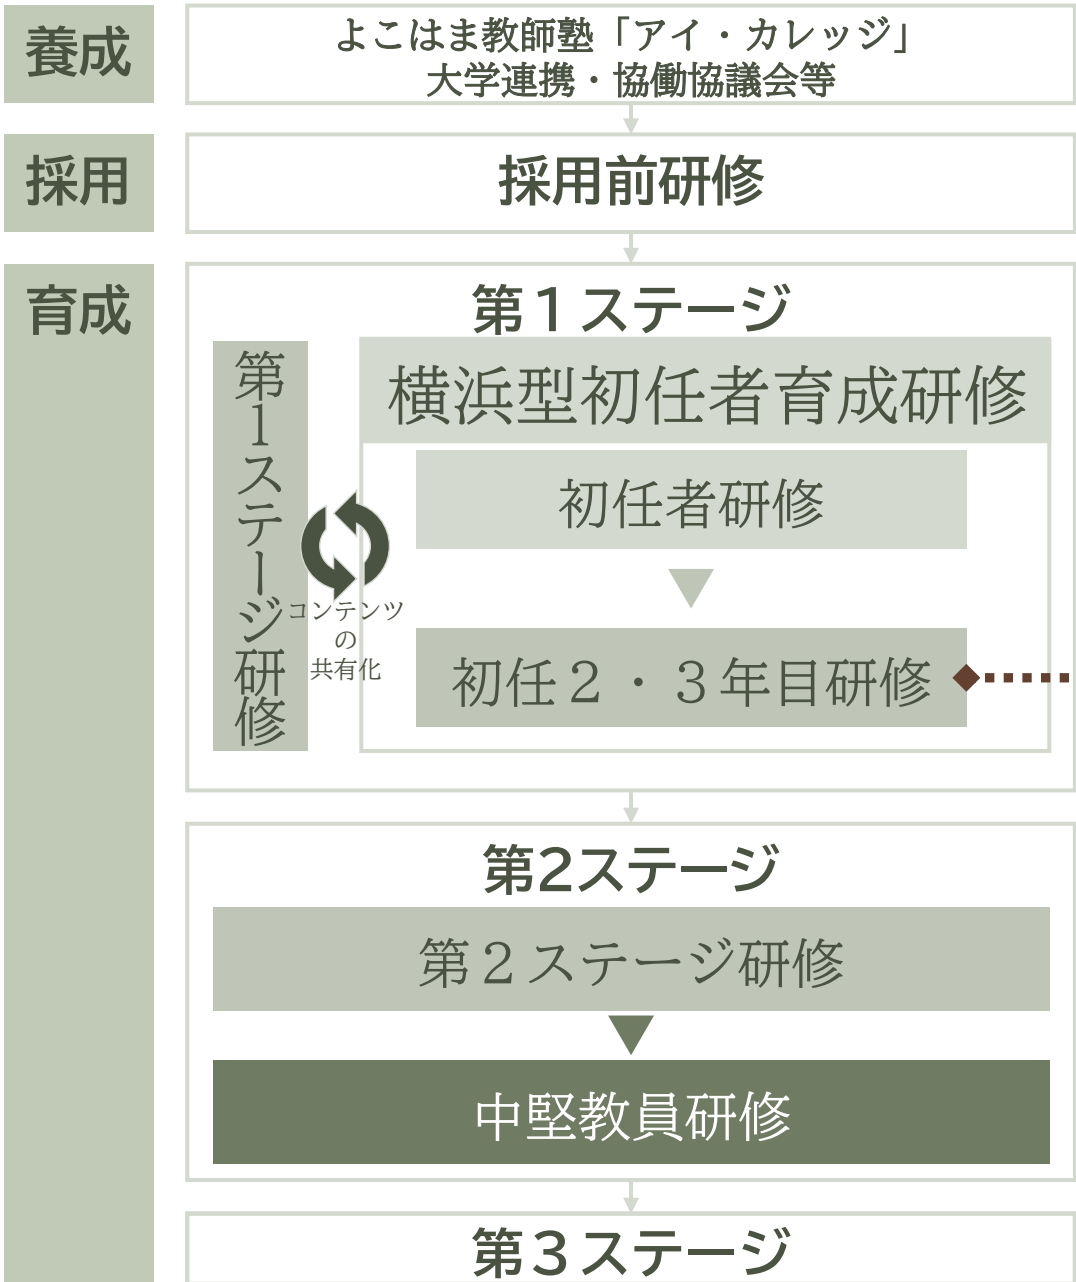 養成
よこはま教師塾「アイ・カレッジ」
大学連携・協働協議会等
採用
採用前研修
育成
第１ステージ
第１ステージ研修
コンテンツ
の
共有化
横浜型初任者育成研修
初任者研修
初任２・３年目研修
第2ステージ
第２ステージ研修
中堅教員研修
第３ステージ